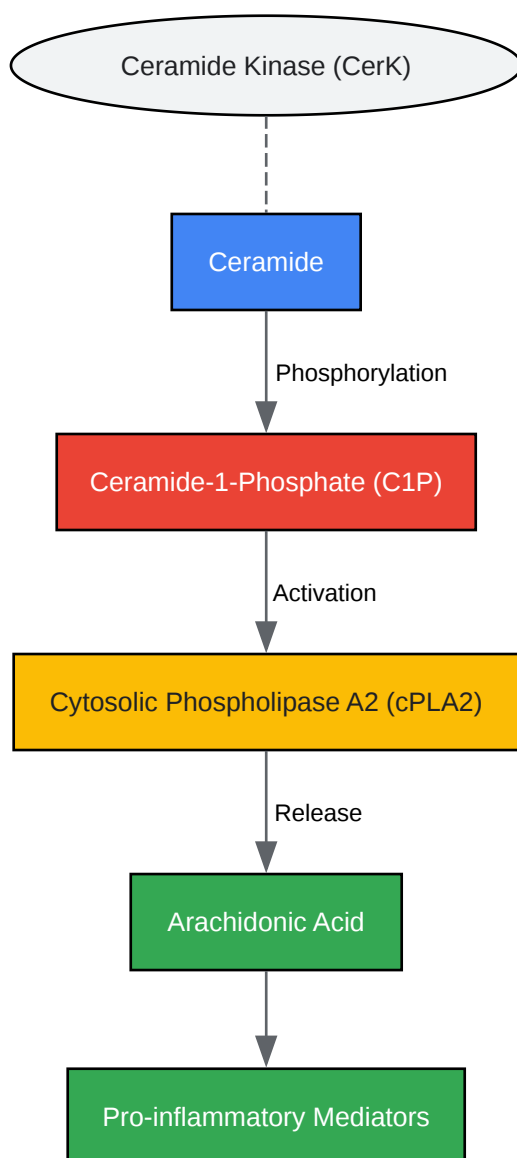 Ceramide Kinase (CerK)
Ceramide
Phosphorylation
Ceramide-1-Phosphate (C1P)
Activation
Cytosolic Phospholipase A2 (cPLA2)
Release
Arachidonic Acid
Pro-inflammatory Mediators